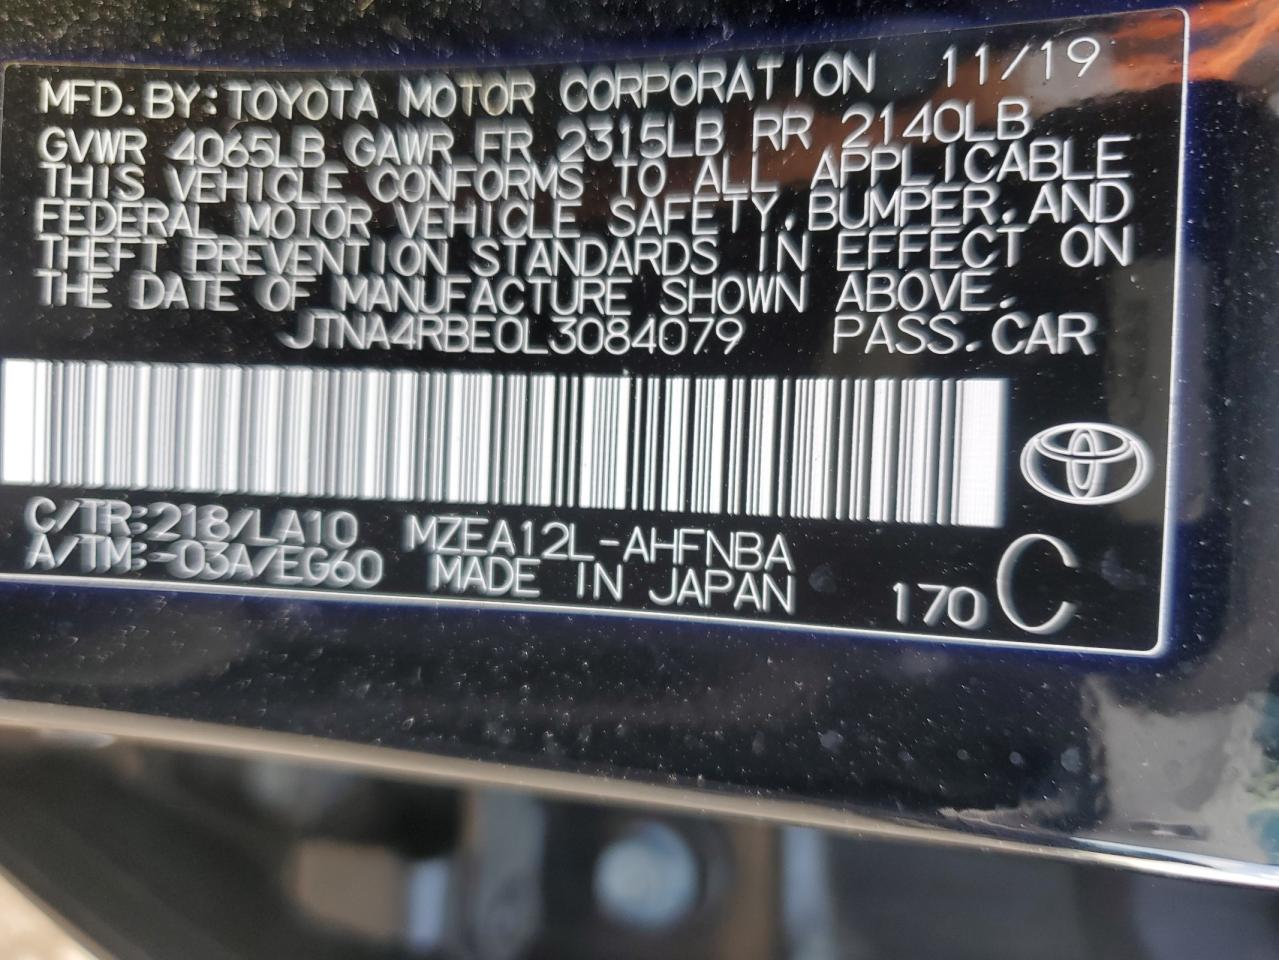 MFD. BY: TOYOTA MOTOR CORPORATION 11/19
GVWR 4065LB GAWR FR 2315LB RR 2140LB
THIS VEHICLE CONFORMS TO ALL APPLICABLE
FEDERAL MOTOR VEHICLE SAFETY, BUMPER, AND
THEFT PREVENTION STANDARDS IN EFFECT ON
THE DATE OF MANUFACTURE SHOWN ABOVE.
JTNA4RBE0L3084079 PASS. CAR
C/TR:218/LA10 MZEA12L-AHFNBA
A/TM:-03A/EG60 MADE IN JAPAN 170 C